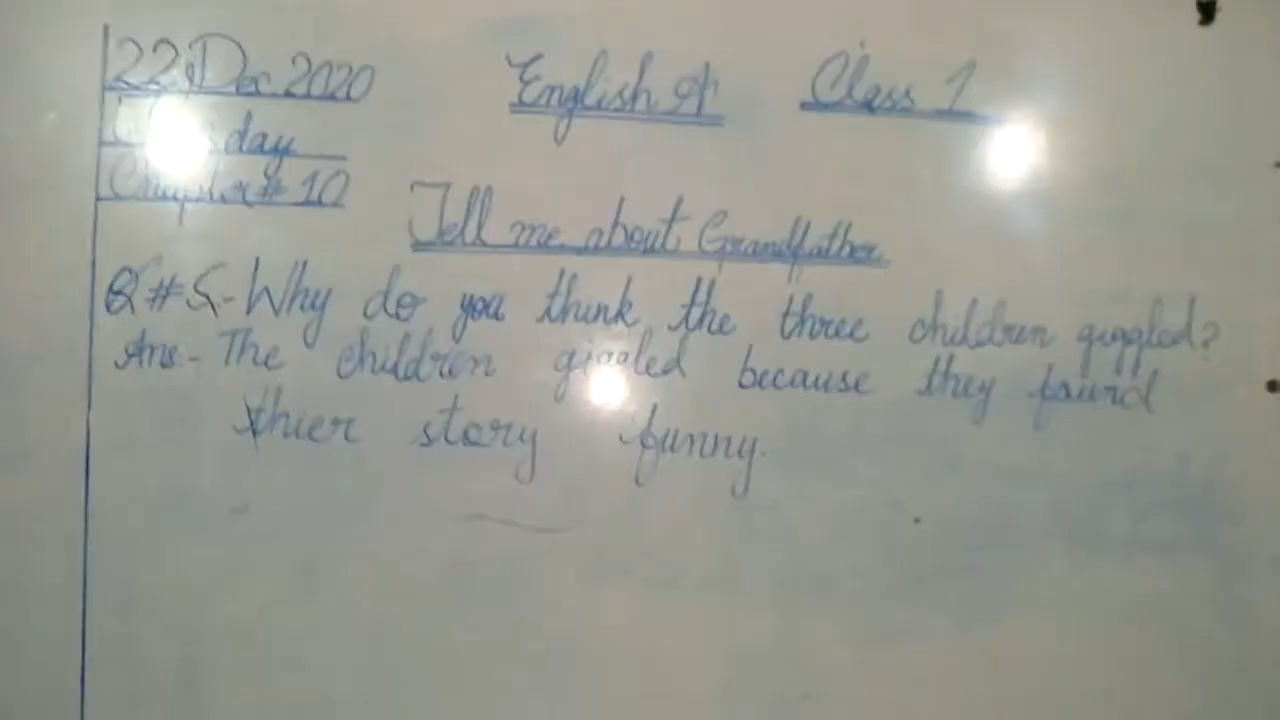 22 Dec 2020
English A
Class 1
day
Chapter # 10
Tell me about Grandfather
Q # 5- Why do you think the three children giggled?
Ans- The children giggled because they found
thier story funny.